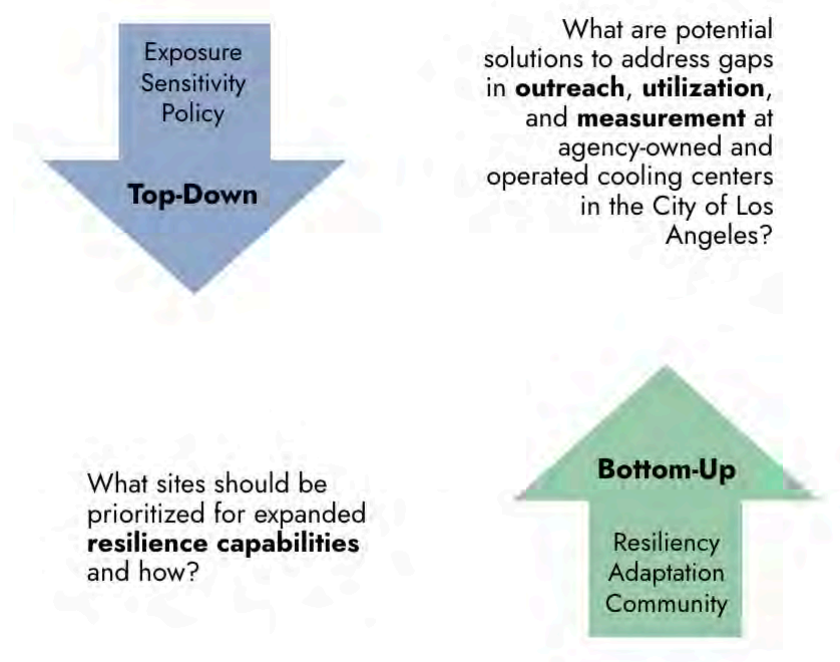 Exposure
Sensitivity
Policy
Top-Down
What are potential
solutions to address gaps
in outreach, utilization,
and measurement at
agency-owned and
operated cooling centers
in the City of Los
Angeles?
What sites should be
prioritized for expanded
resilience capabilities
and how?
Bottom-Up
Resiliency
Adaptation
Community